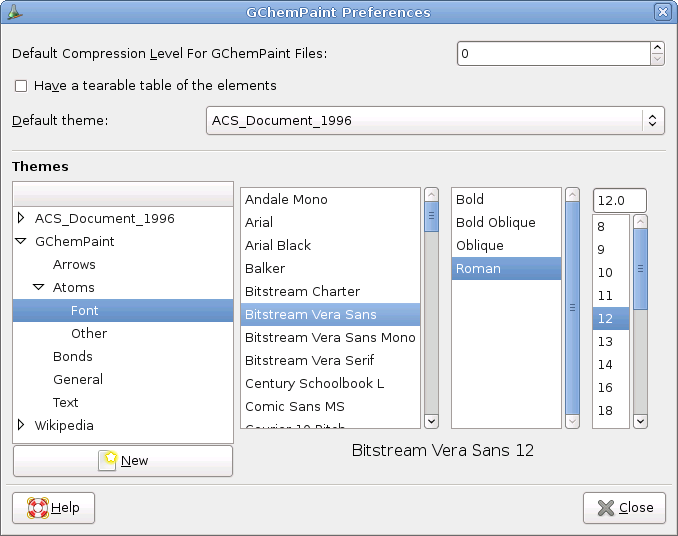 GChemPaint Preferences
Default Compression Level For GChemPaint Files:
0
Have a tearable table of the elements
Default theme:
ACS_Document_1996
Themes
ACS_Document_1996
GChemPaint
Arrows
Atoms
Font
Other
Bonds
General
Text
Wikipedia
New
Andale Mono
Arial
Arial Black
Balker
Bitstream Charter
Bitstream Vera Sans
Bitstream Vera Sans Mono
Bitstream Vera Serif
Century Schoolbook L
Comic Sans MS
Courier 10 Pitch
Bold
Bold Oblique
Oblique
Roman
12.0
8
9
10
11
12
13
14
16
18
Bitstream Vera Sans 12
Help
Close